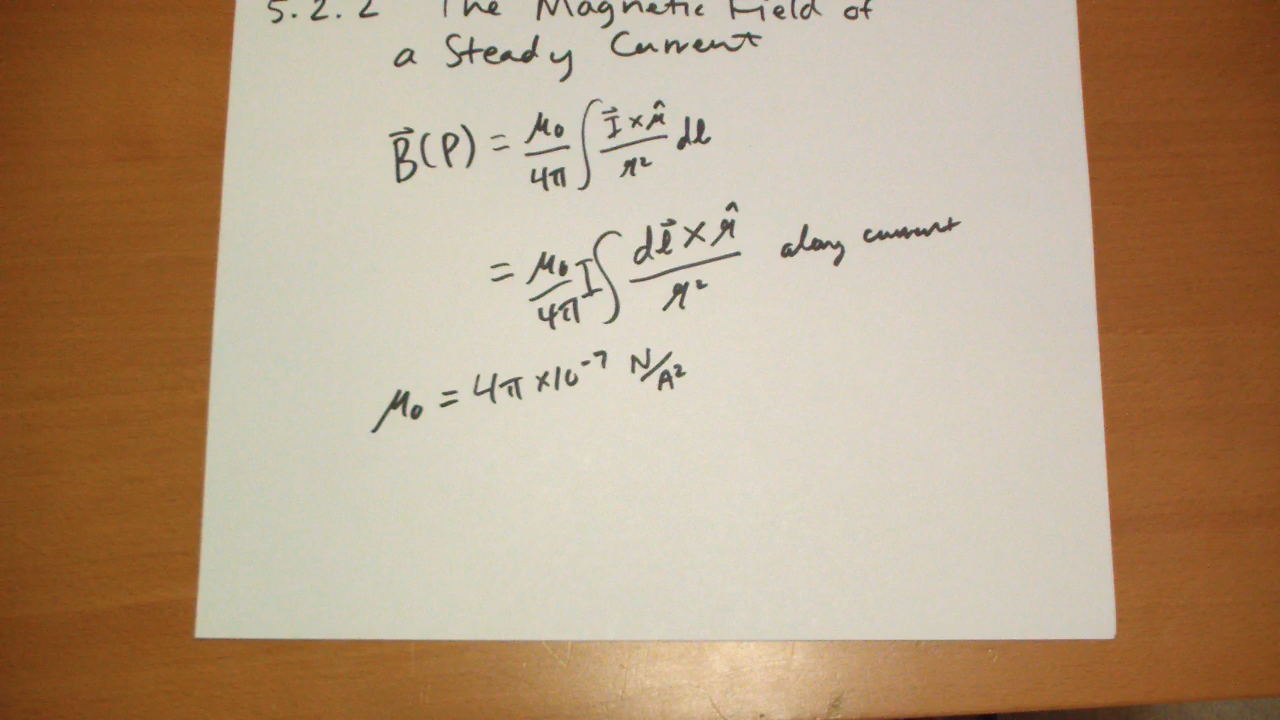 5.2.2 The Magnetic Field of
a Steady Current
B⃗(P) = μ₀/4π ∫ I⃗ × 𝓇̂ / 𝓇² dl
= μ₀/4π I ∫ dl⃗ × 𝓇̂ / 𝓇² along current
μ₀ = 4π × 10⁻⁷ N/A²